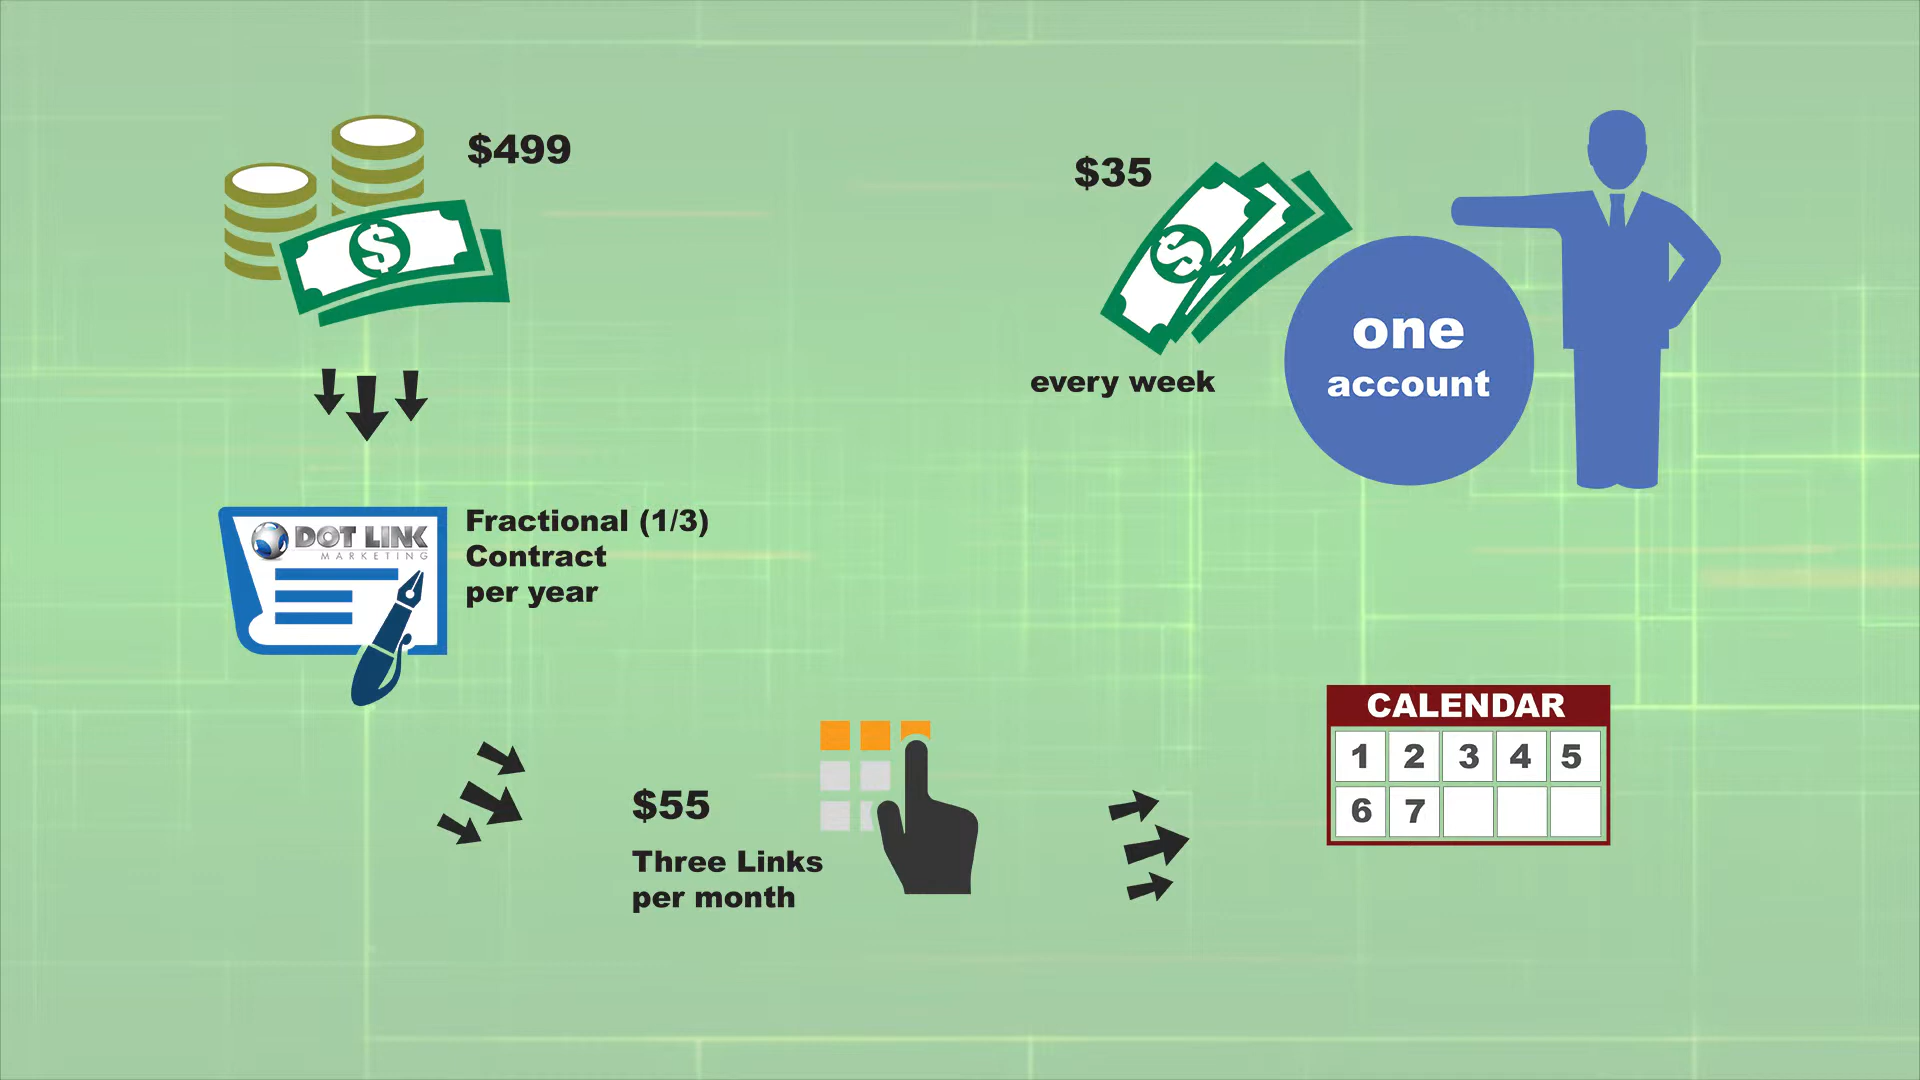 $499
$35
every week
one
account
DOT LINK
MARKETING
Fractional (1/3)
Contract
per year
$55
Three Links
per month
CALENDAR
1 2 3 4 5
6 7